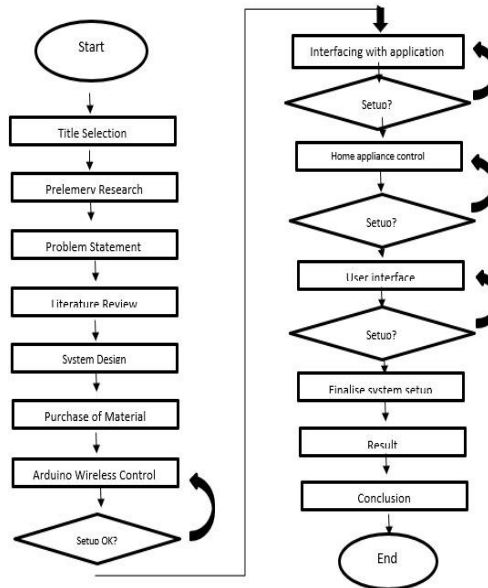 Start
Title Selection
Prelemery Research
Problem Statement
Literature Review
System Design
Purchase of Material
Arduino Wireless Control
Setup OK?
Interfacing with application
Setup?
Home appliance control
Setup?
User interface
Setup?
Finalise system setup
Result
Conclusion
End